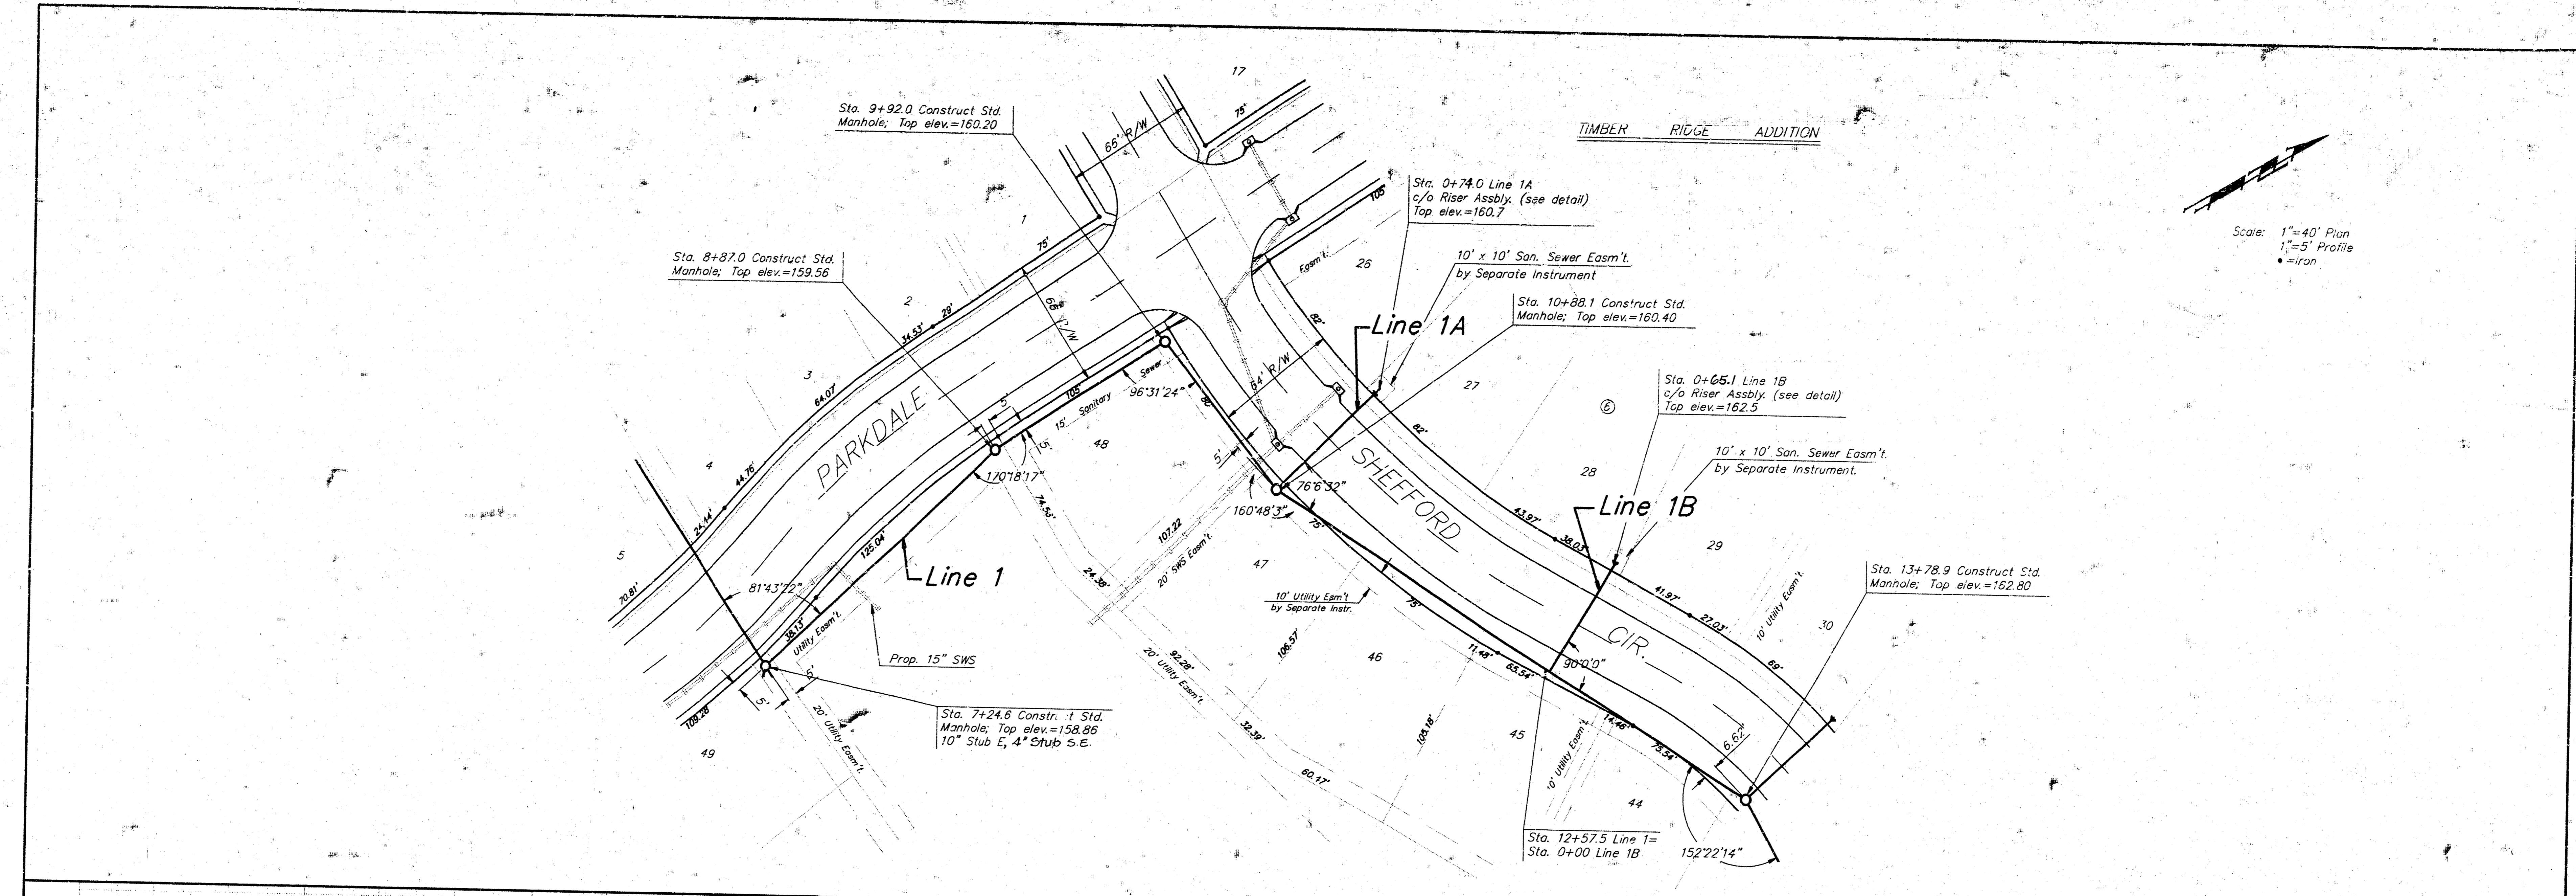 17
Sta. 9+92.0 Construct Std.
Manhole; Top elev.=160.20
66' R/W
75'
TIMBER RIDGE ADDITION
Sta. 0+74.0 Line 1A
c/o Riser Assbly. (see detail)
Top elev.=160.7
105'
1
75'
Scale: 1"=40' Plan
1"=5' Profile
• =Iron
Sta. 8+87.0 Construct Std.
Manhole; Top elev.=159.56
Easm't.
26
10' x 10' San. Sewer Easm't.
by Separate Instrument
2
29'
34.53'
66' R/W
82'
Line 1A
Sta. 10+88.1 Construct Std.
Manhole; Top elev.=160.40
3
64.07'
64' R/W
27
Sta. 0+65.1 Line 1B
c/o Riser Assbly. (see detail)
Top elev.=162.5
6
PARKDALE
105'
5'
Sanitary
Sewer
15'
96°31'24"
5'
48
82'
4
44.76'
24.44'
170°18'17"
74.53'
5'
SHEFFORD
28
10' x 10' San. Sewer Easm't.
by Separate Instrument.
76°6'32"
160°48'3"
75'
43.97'
38.03'
Line 1B
5
70.81'
125.04'
107.22
20' SWS Easm't.
47
29
24.38'
Line 1
81°43'22"
38.13'
Utility Easm't.
10' Utility Esm't
by Separate Instr.
75'
41.97'
27.03'
10' Utility Easm't.
30
Sta. 13+78.9 Construct Std.
Manhole; Top elev.=162.80
CIR.
Prop. 15" SWS
106.57'
46
11.48'
65.54'
90°0'0"
69'
92.28'
20' Utility Easm't.
5'
5'
109.28
20' Utility Easm't.
Sta. 7+24.6 Construct Std.
Manhole; Top elev.=158.86
10" Stub E, 4" Stub S.E.
49
32.39'
60.17'
105.18'
45
14.46'
75.54'
6.62'
10' Utility Easm't.
44
Sta. 12+57.5 Line 1=
Sta. 0+00 Line 1B
152°22'14"